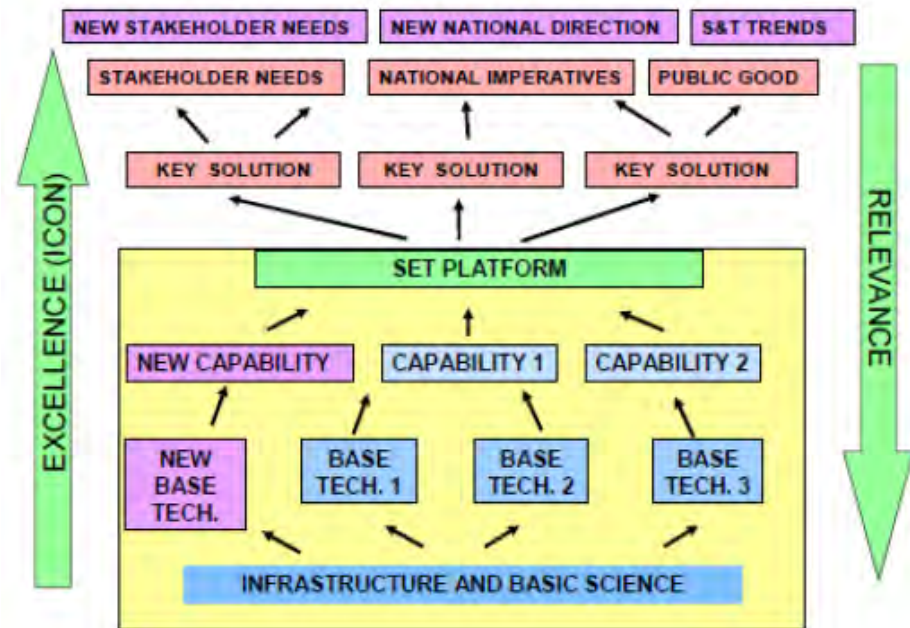 NEW STAKEHOLDER NEEDS
NEW NATIONAL DIRECTION
S&T TRENDS
STAKEHOLDER NEEDS
NATIONAL IMPERATIVES
PUBLIC GOOD
KEY SOLUTION
KEY SOLUTION
KEY SOLUTION
EXCELLENCE (ICON)
RELEVANCE
SET PLATFORM
NEW CAPABILITY
CAPABILITY 1
CAPABILITY 2
NEW
BASE
TECH.
BASE
TECH. 1
BASE
TECH. 2
BASE
TECH. 3
INFRASTRUCTURE AND BASIC SCIENCE